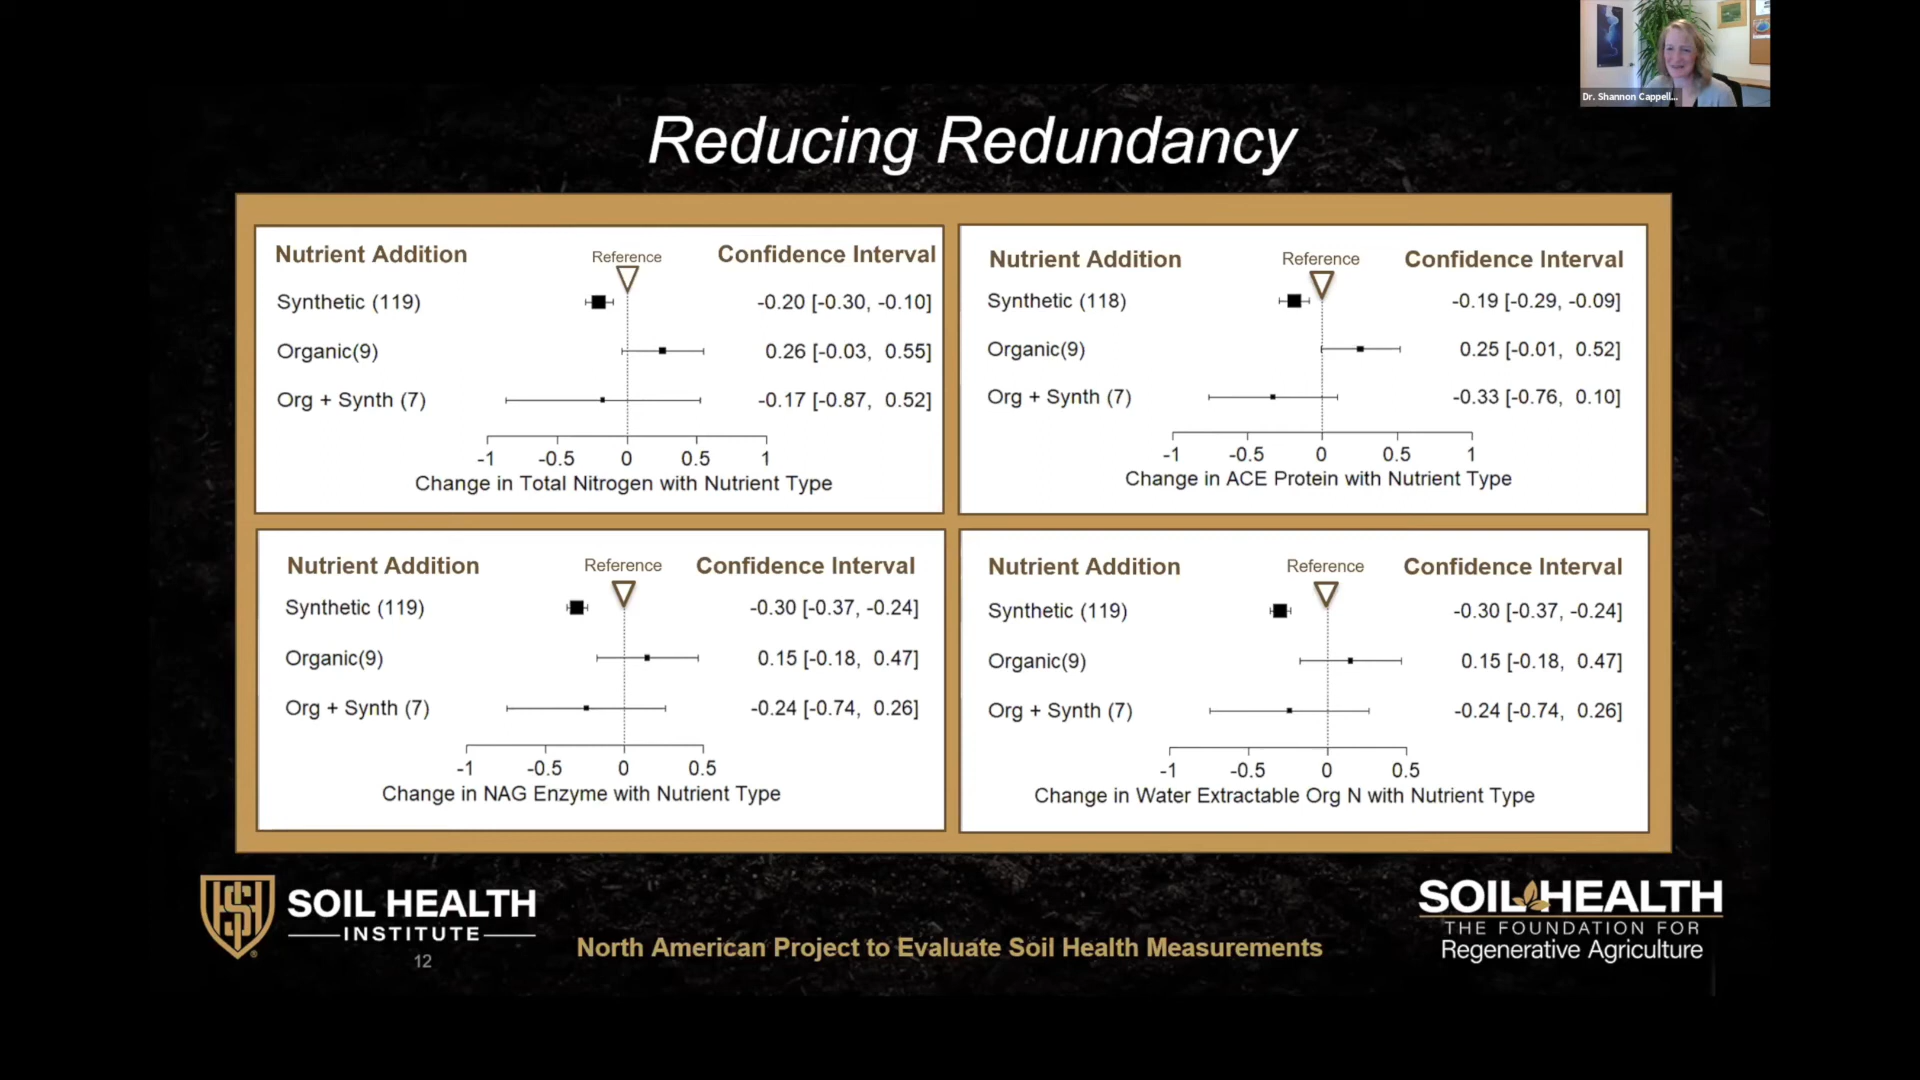 Dr. Shannon Cappell...
Reducing Redundancy
Nutrient Addition Reference Confidence Interval
Synthetic (119) -0.20 [-0.30, -0.10]
Organic(9) 0.26 [-0.03, 0.55]
Org + Synth (7) -0.17 [-0.87, 0.52]
-1 -0.5 0 0.5 1
Change in Total Nitrogen with Nutrient Type
Nutrient Addition Reference Confidence Interval
Synthetic (118) -0.19 [-0.29, -0.09]
Organic(9) 0.25 [-0.01, 0.52]
Org + Synth (7) -0.33 [-0.76, 0.10]
-1 -0.5 0 0.5 1
Change in ACE Protein with Nutrient Type
Nutrient Addition Reference Confidence Interval
Synthetic (119) -0.30 [-0.37, -0.24]
Organic(9) 0.15 [-0.18, 0.47]
Org + Synth (7) -0.24 [-0.74, 0.26]
-1 -0.5 0 0.5
Change in NAG Enzyme with Nutrient Type
Nutrient Addition Reference Confidence Interval
Synthetic (119) -0.30 [-0.37, -0.24]
Organic(9) 0.15 [-0.18, 0.47]
Org + Synth (7) -0.24 [-0.74, 0.26]
-1 -0.5 0 0.5
Change in Water Extractable Org N with Nutrient Type
SOIL HEALTH
INSTITUTE
12
North American Project to Evaluate Soil Health Measurements
SOIL HEALTH
THE FOUNDATION FOR
Regenerative Agriculture